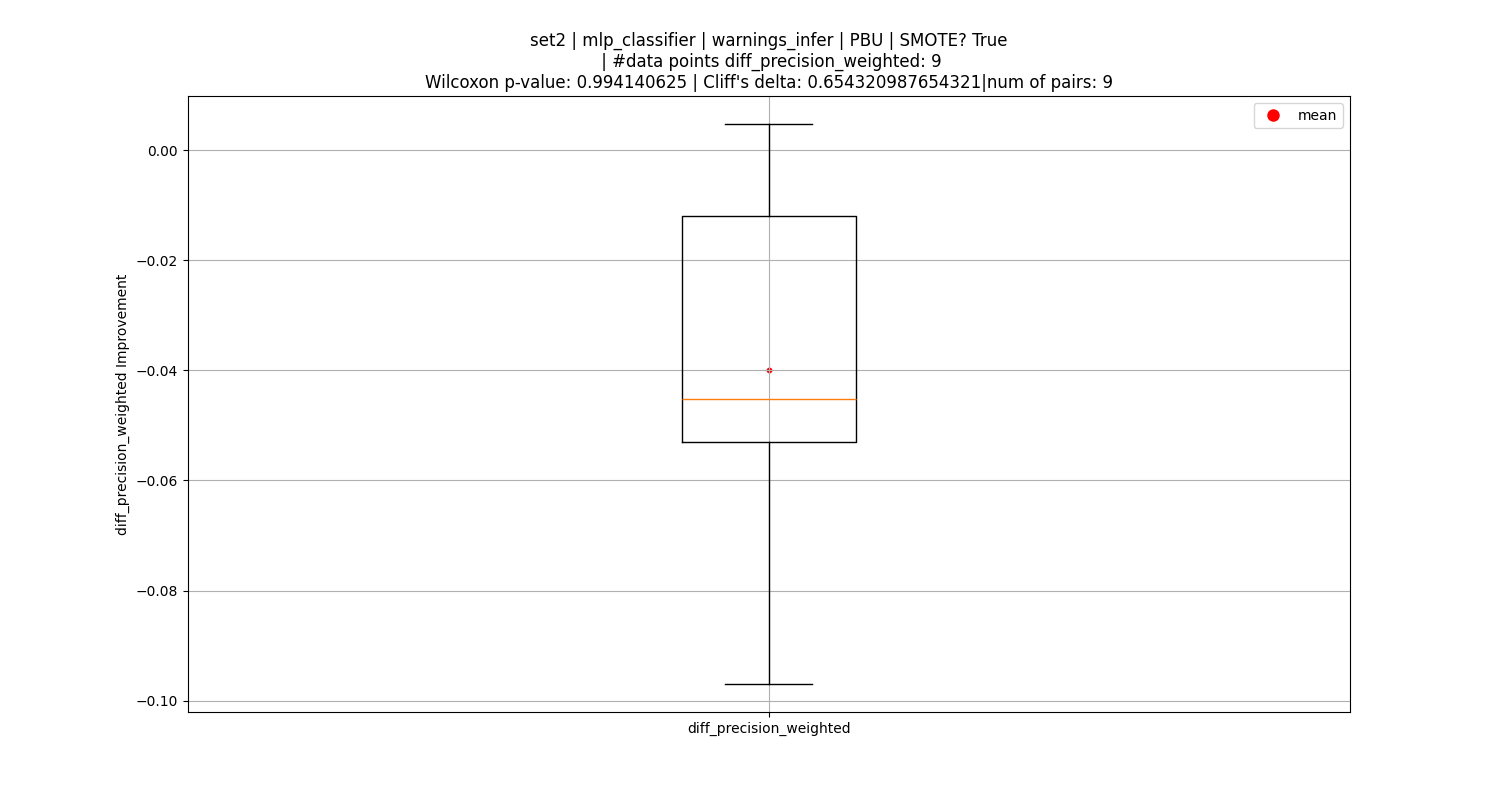 set2 | mlp_classifier | warnings_infer | PBU | SMOTE? True
| #data points diff_precision_weighted: 9
Wilcoxon p-value: 0.994140625 | Cliff's delta: 0.654320987654321|num of pairs: 9
mean
0.00
−0.02
−0.04
−0.06
−0.08
−0.10
diff_precision_weighted Improvement
diff_precision_weighted